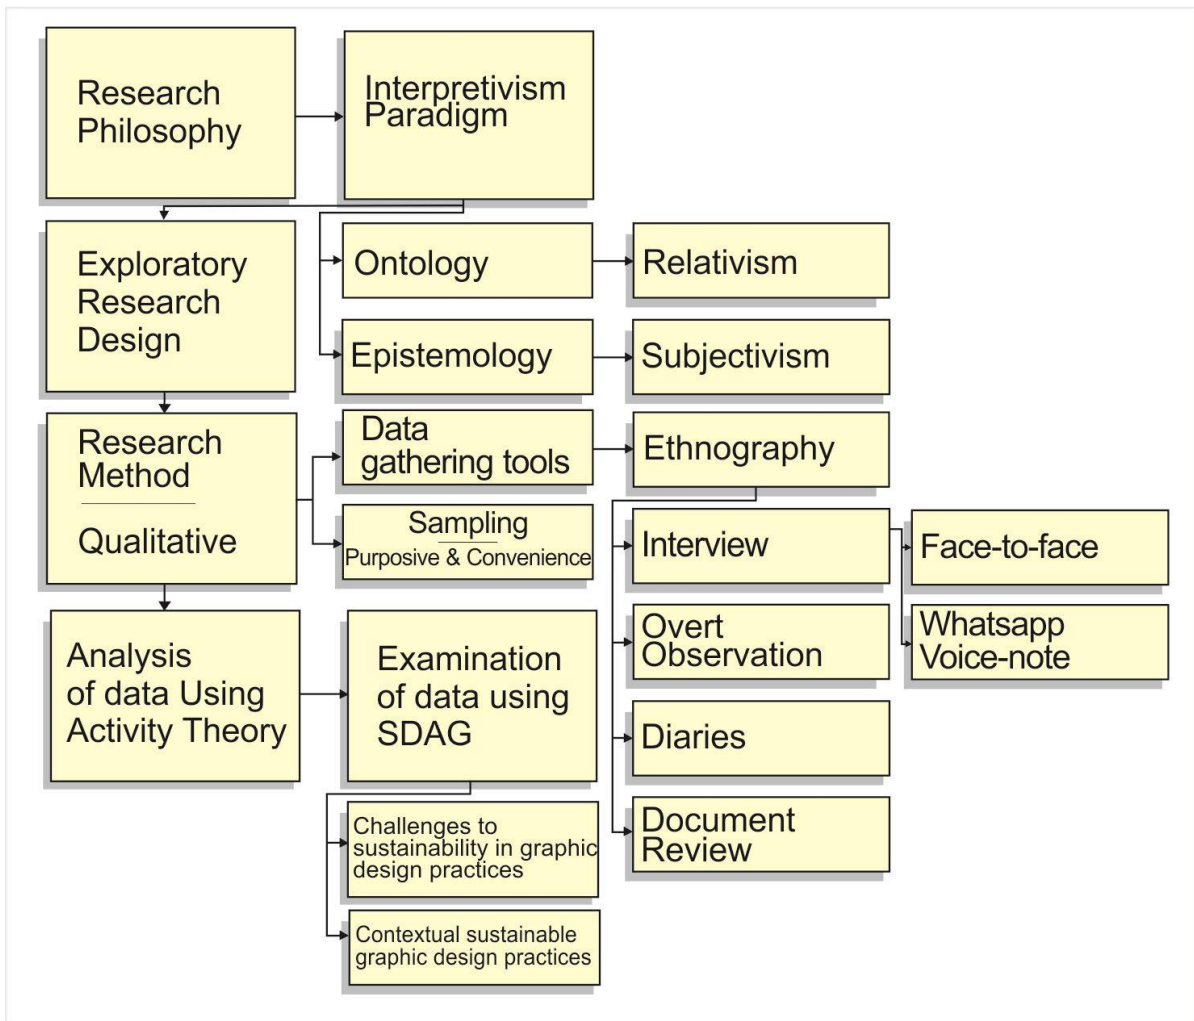 Research
Philosophy
Interpretivism
Paradigm
Exploratory
Research
Design
Ontology
Relativism
Epistemology
Subjectivism
Research
Method
Qualitative
Data
gathering tools
Ethnography
Sampling
Purposive & Convenience
Interview
Face-to-face
Whatsapp
Voice-note
Overt
Observation
Diaries
Document
Review
Analysis
of data Using
Activity Theory
Examination
of data using
SDAG
Challenges to
sustainability in graphic
design practices
Contextual sustainable
graphic design practices